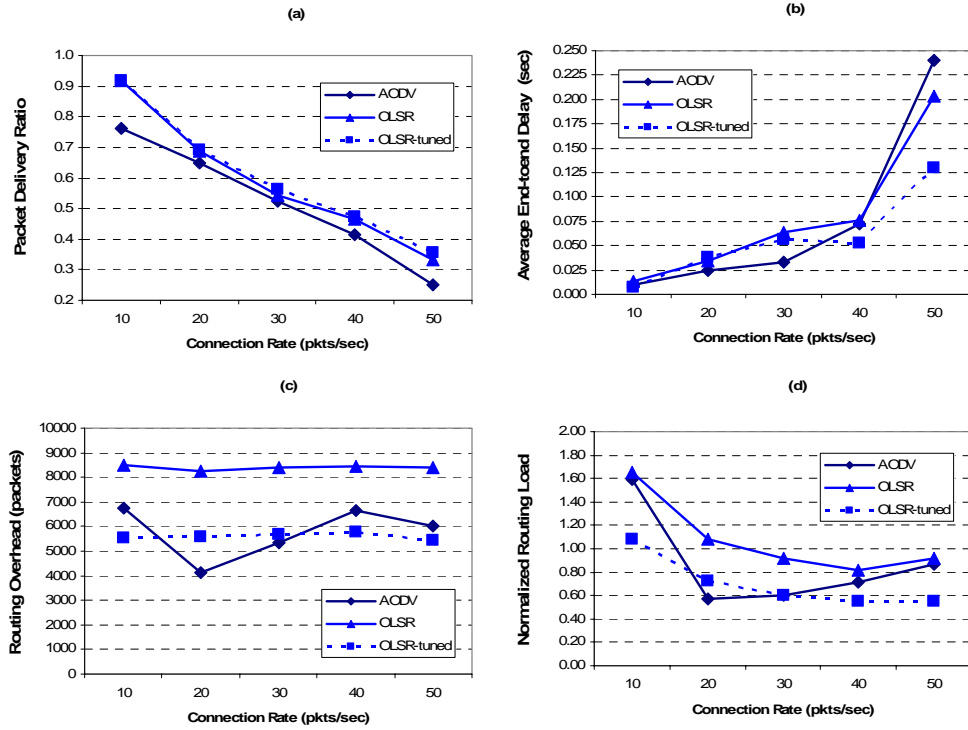 (a)
Packet Delivery Ratio
1.0
0.9
0.8
0.7
0.6
0.5
0.4
0.3
0.2
AODV
OLSR
OLSR-tuned
10 20 30 40 50
Connection Rate (pkts/sec)
(b)
Average End-toend Delay (sec)
0.250
0.225
0.200
0.175
0.150
0.125
0.100
0.075
0.050
0.025
0.000
AODV
OLSR
OLSR-tuned
10 20 30 40 50
Connection Rate (pkts/sec)
(c)
Routing Overhead (packets)
10000
9000
8000
7000
6000
5000
4000
3000
2000
1000
0
AODV
OLSR
OLSR-tuned
10 20 30 40 50
Connection Rate (pkts/sec)
(d)
Normalized Routing Load
2.00
1.80
1.60
1.40
1.20
1.00
0.80
0.60
0.40
0.20
0.00
AODV
OLSR
OLSR-tuned
10 20 30 40 50
Connection Rate (pkts/sec)